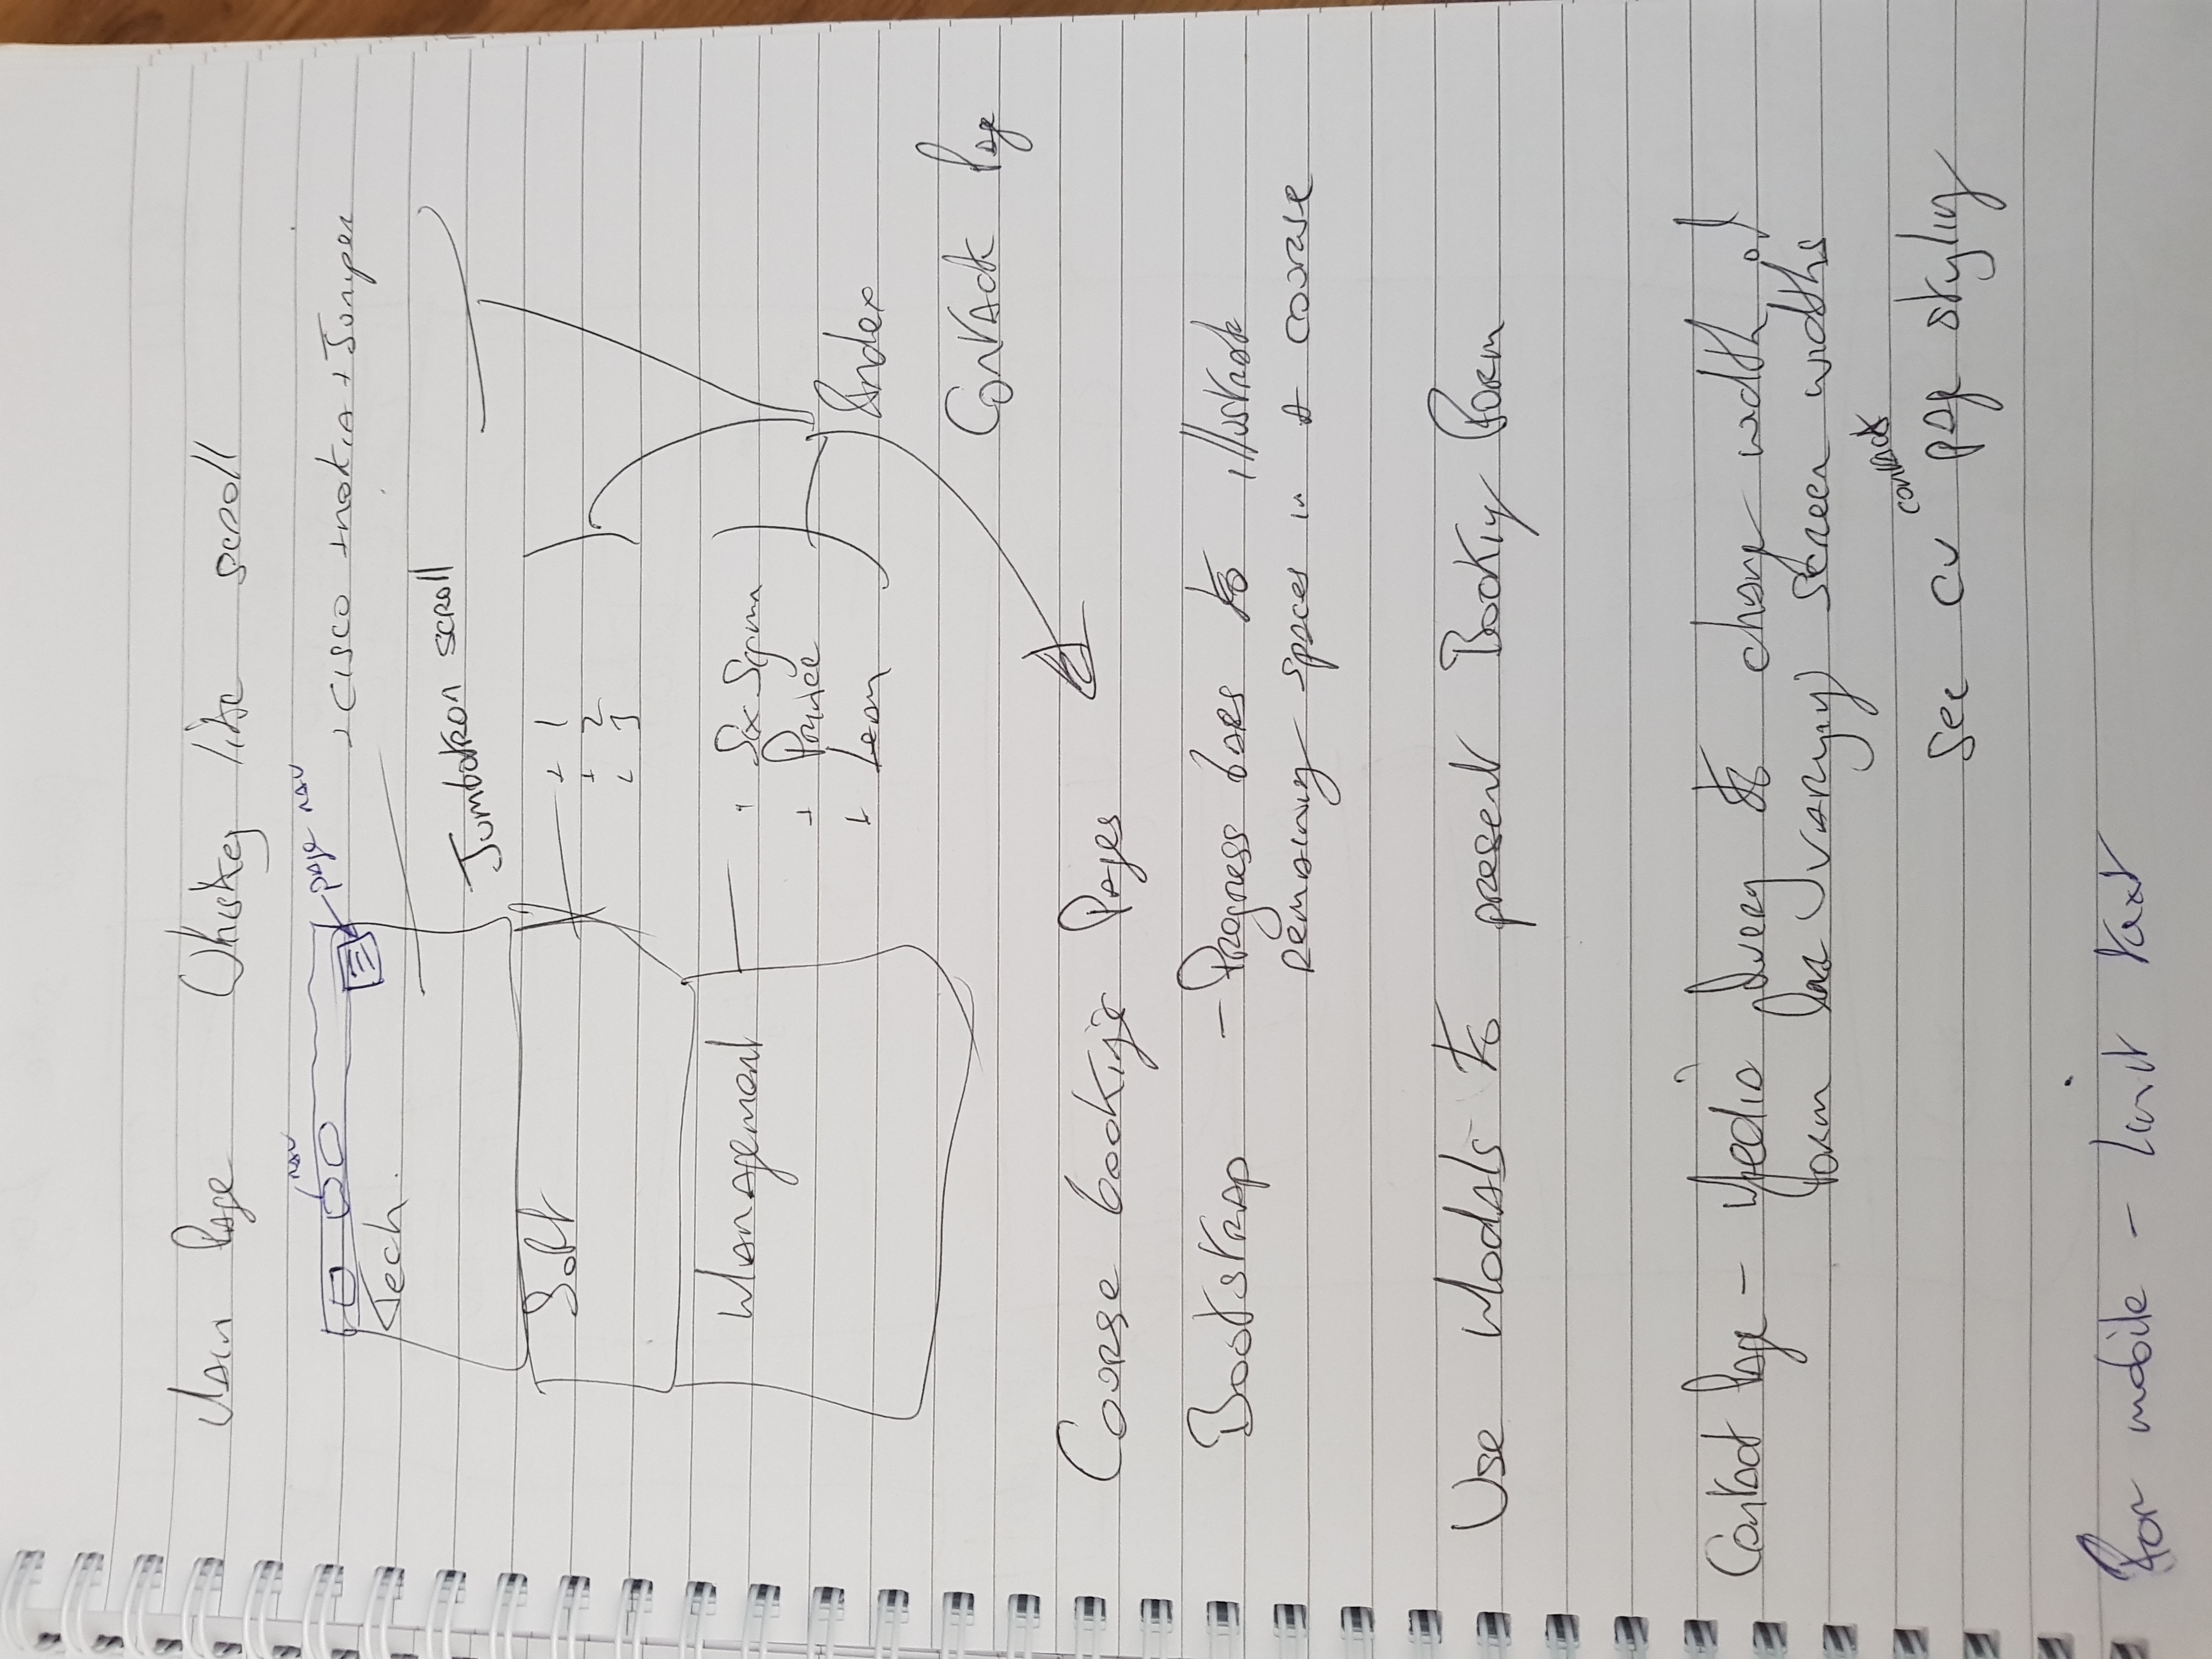 Main Page Whiskey like scroll
nav
page nav
Tech.
+ CISCO + nokia + Juniper
Jumbotron scroll
Soft
+ 1
+ 2
+ 3
Management
+ Six Sigma
+ Prince
+ Lean
Index
Contact Page
Course booking Pages
Bootstrap - Progress bars to illustrate
remaining spaces in a course
Use Modals to present Booking Form
Contact Page - Media Query to change width of
form for varying screen widths
contact
see CV page styling
For mobile - limit text